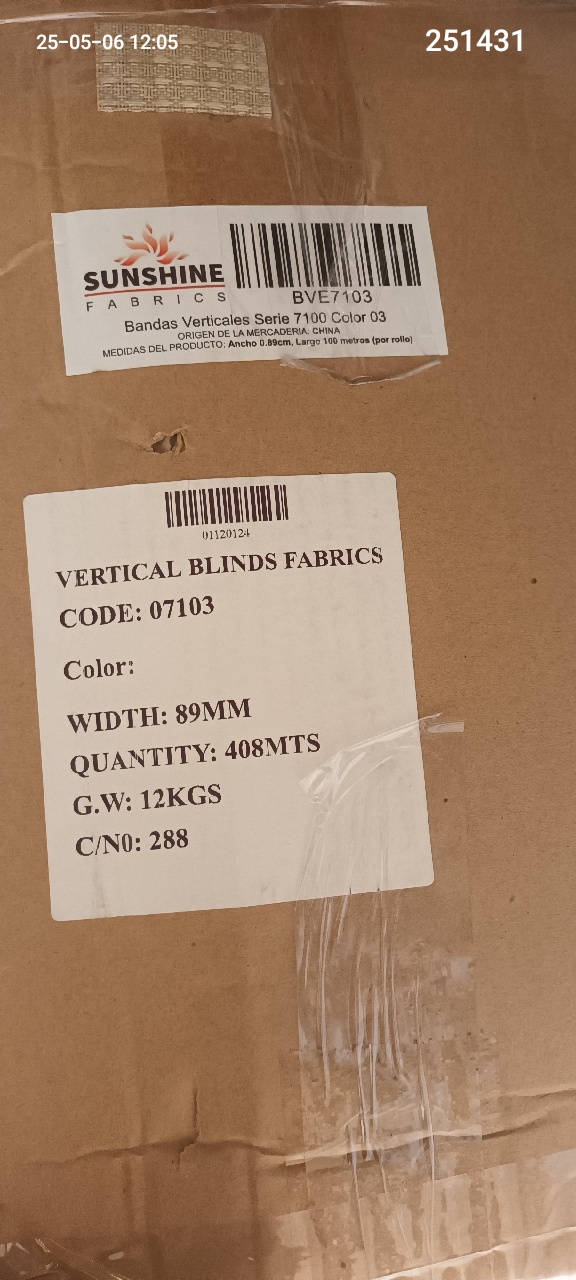 25-05-06 12:05
251431
SUNSHINE
FABRICS
BVE7103
Bandas Verticales Serie 7100 Color 03
ORIGEN DE LA MERCADERIA: CHINA
MEDIDAS DEL PRODUCTO: Ancho 0.89cm, Largo 100 metros (por rollo)
01120124
VERTICAL BLINDS FABRICS
CODE: 07103
Color:
WIDTH: 89MM
QUANTITY: 408MTS
G.W: 12KGS
C/N0: 288